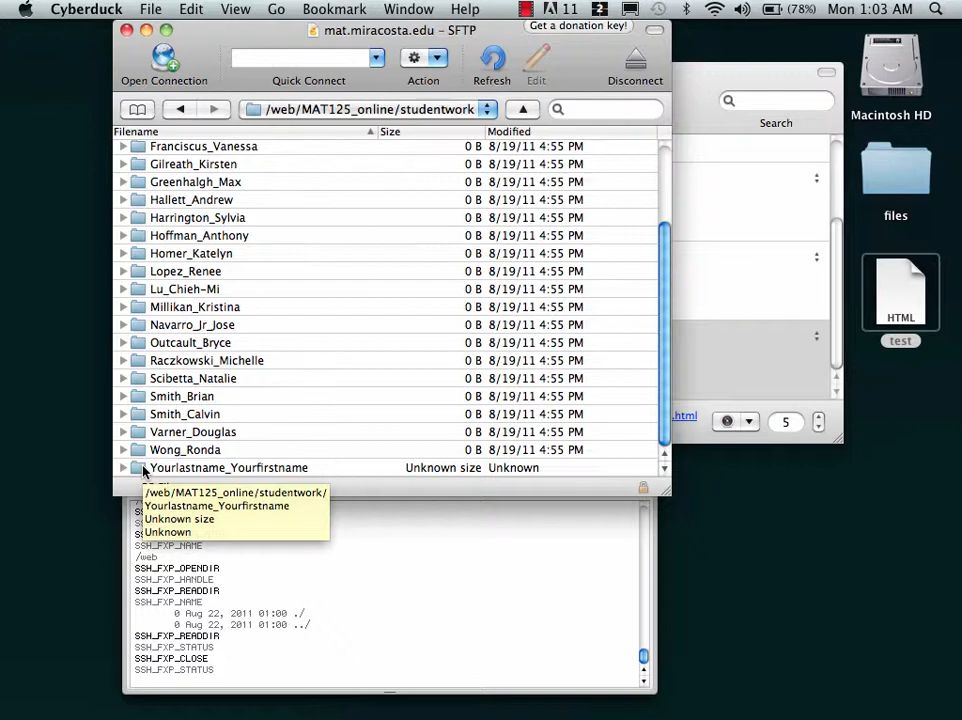 Cyberduck File Edit View Go Bookmark Window Help 11 2 (78%) Mon 1:03 AM
mat.miracosta.edu – SFTP
Get a donation key!
Open Connection Quick Connect Action Refresh Edit Disconnect
/web/MAT125_online/studentwork
Filename Size Modified
Franciscus_Vanessa 0 B 8/19/11 4:55 PM
Gilreath_Kirsten 0 B 8/19/11 4:55 PM
Greenhalgh_Max 0 B 8/19/11 4:55 PM
Hallett_Andrew 0 B 8/19/11 4:55 PM
Harrington_Sylvia 0 B 8/19/11 4:55 PM
Hoffman_Anthony 0 B 8/19/11 4:55 PM
Homer_Katelyn 0 B 8/19/11 4:55 PM
Lopez_Renee 0 B 8/19/11 4:55 PM
Lu_Chieh-Mi 0 B 8/19/11 4:55 PM
Millikan_Kristina 0 B 8/19/11 4:55 PM
Navarro_Jr_Jose 0 B 8/19/11 4:55 PM
Outcault_Bryce 0 B 8/19/11 4:55 PM
Raczkowski_Michelle 0 B 8/19/11 4:55 PM
Scibetta_Natalie 0 B 8/19/11 4:55 PM
Smith_Brian 0 B 8/19/11 4:55 PM
Smith_Calvin 0 B 8/19/11 4:55 PM
Varner_Douglas 0 B 8/19/11 4:55 PM
Wong_Ronda 0 B 8/19/11 4:55 PM
Yourlastname_Yourfirstname Unknown size Unknown
/web/MAT125_online/studentwork/
Yourlastname_Yourfirstname
Unknown size
Unknown
SSH_FXP_NAME
/web
SSH_FXP_OPENDIR
SSH_FXP_HANDLE
SSH_FXP_READDIR
SSH_FXP_NAME
0 Aug 22, 2011 01:00 ./
0 Aug 22, 2011 01:00 ../
SSH_FXP_READDIR
SSH_FXP_STATUS
SSH_FXP_CLOSE
SSH_FXP_STATUS
Search
.html
5
Macintosh HD
files
HTML
test